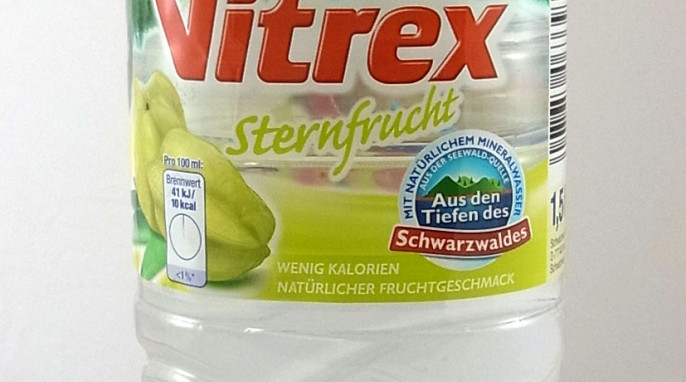 Vitrex
Sternfrucht
Pro 100 ml:
Brennwert
41 kJ/
10 kcal
<1%*
MIT NATÜRLICHEM MINERALWASSER
AUS DER SEEWALD-QUELLE
Aus den
Tiefen des
Schwarzwaldes
WENIG KALORIEN
NATÜRLICHER FRUCHTGESCHMACK